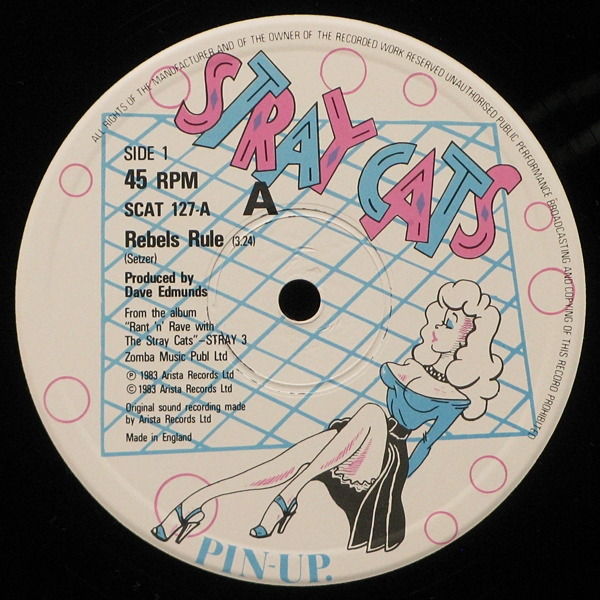 ALL RIGHTS OF THE MANUFACTURER AND OF THE OWNER OF THE RECORDED WORK RESERVED UNAUTHORISED PUBLIC PERFORMANCE BROADCASTING AND COPYING OF THIS RECORD PROHIBITED
STRAY CATS
SIDE 1
45 RPM
A
SCAT 127-A
Rebels Rule (3.24)
(Setzer)
Produced by
Dave Edmunds
From the album
"Rant 'n' Rave with
The Stray Cats"–STRAY 3
Zomba Music Publ Ltd
℗ 1983 Arista Records Ltd
© 1983 Arista Records Ltd
Original sound recording made
by Arista Records Ltd
Made in England
PIN-UP.